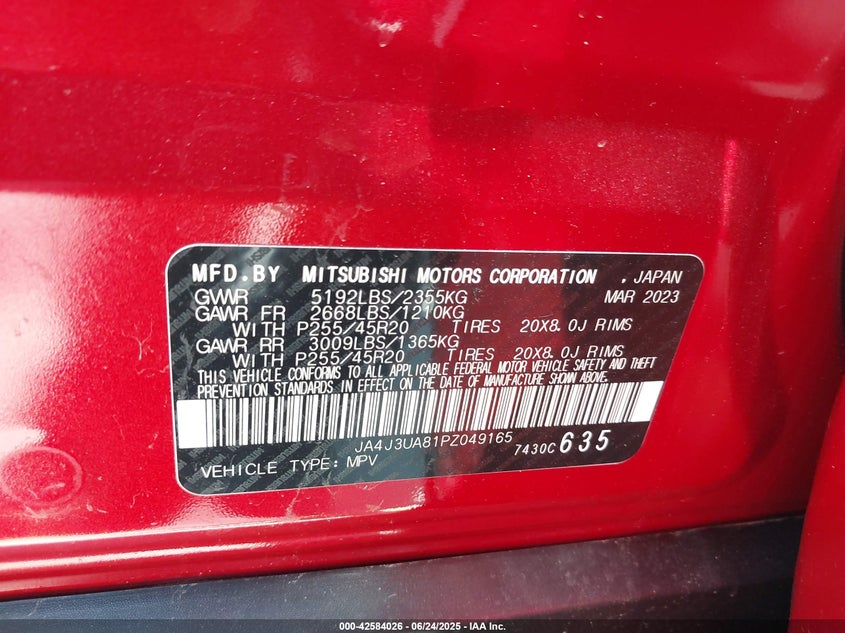 MFD.BY MITSUBISHI MOTORS CORPORATION , JAPAN
GVWR 5192LBS/2355KG MAR 2023
GAWR FR 2668LBS/1210KG
WITH P255/45R20 TIRES 20X8.0J RIMS
GAWR RR 3009LBS/1365KG
WITH P255/45R20 TIRES 20X8.0J RIMS
THIS VEHICLE CONFORMS TO ALL APPLICABLE FEDERAL MOTOR VEHICLE SAFETY AND THEFT
PREVENTION STANDARDS IN EFFECT ON THE DATE OF MANUFACTURE SHOWN ABOVE.
JA4J3UA81PZ049165
7430C 635
VEHICLE TYPE: MPV
000-42584026 - 06/24/2025 - IAA Inc.